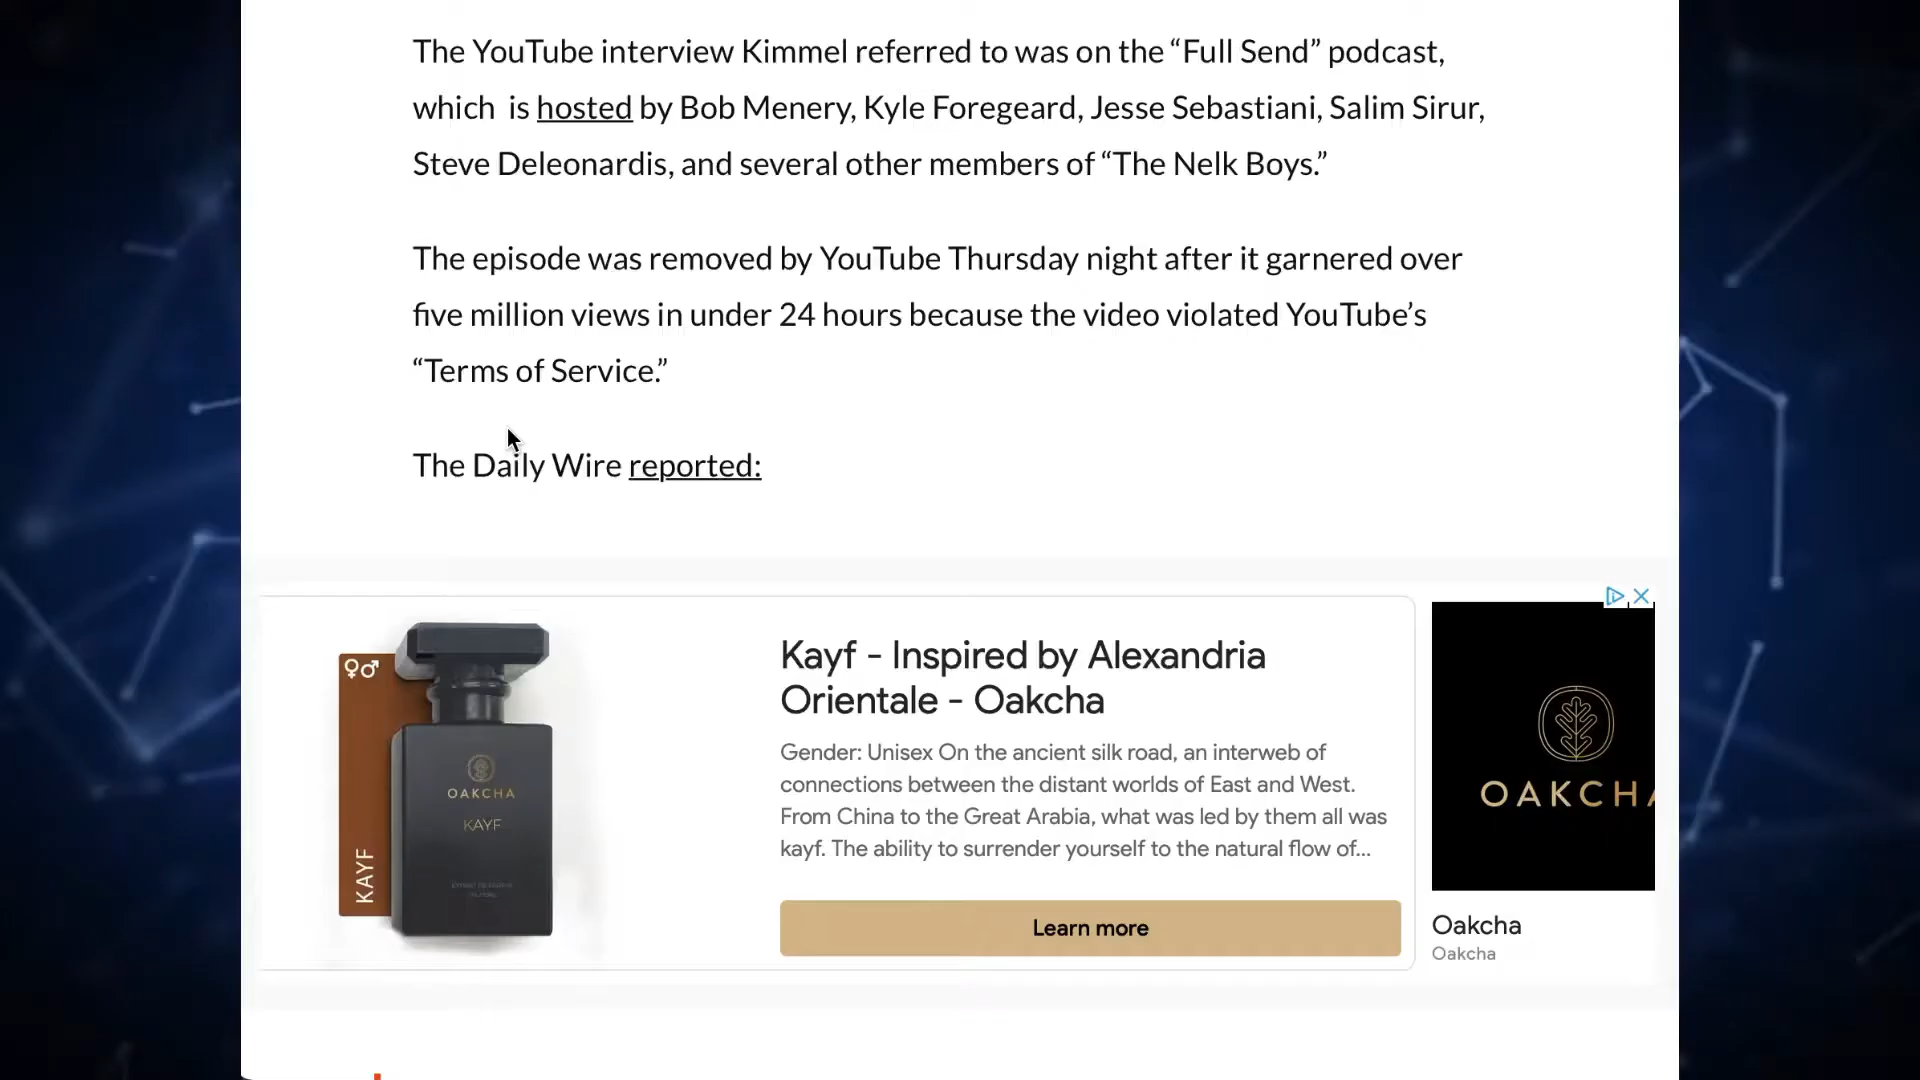 The YouTube interview Kimmel referred to was on the “Full Send” podcast,
which is hosted by Bob Menery, Kyle Foregeard, Jesse Sebastiani, Salim Sirur,
Steve Deleonardis, and several other members of “The Nelk Boys.”
The episode was removed by YouTube Thursday night after it garnered over
five million views in under 24 hours because the video violated YouTube’s
“Terms of Service.”
The Daily Wire reported:
KAYF
OAKCHA
KAYF
Kayf - Inspired by Alexandria
Orientale - Oakcha
Gender: Unisex On the ancient silk road, an interweb of
connections between the distant worlds of East and West.
From China to the Great Arabia, what was led by them all was
kayf. The ability to surrender yourself to the natural flow of...
Learn more
OAKCHA
Oakcha
Oakcha